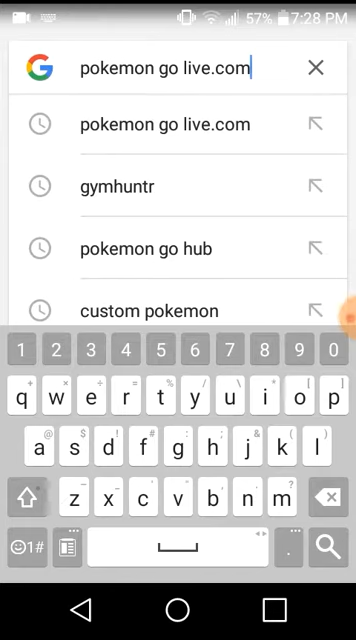 57% 7:28 PM
pokemon go live.com
pokemon go live.com
gymhuntr
pokemon go hub
custom pokemon
1 2 3 4 5 6 7 8 9 0
+ × ÷ = % / \ | [ ]
q w e r t y u i o p
@ $ ! # : ; & ( )
a s d f g h j k l
? 
z x c v b n m
1# .